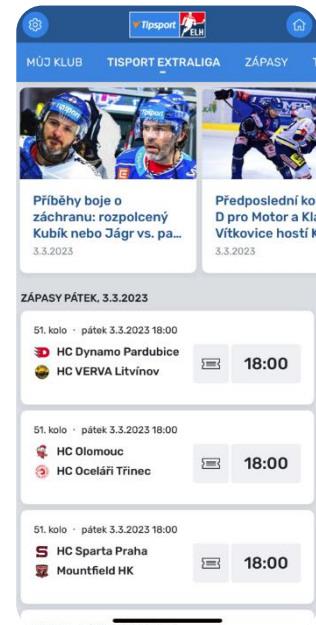 Tipsport ELH
MŮJ KLUB TISPORT EXTRALIGA ZÁPASY
Příběhy boje o
záchranu: rozpolcený
Kubík nebo Jágr vs. pa...
3.3.2023
Předposlední ko
D pro Motor a Kla
Vítkovice hostí K
3.3.2023
ZÁPASY PÁTEK, 3.3.2023
51. kolo · pátek 3.3.2023 18:00
HC Dynamo Pardubice
HC VERVA Litvínov
18:00
51. kolo · pátek 3.3.2023 18:00
HC Olomouc
HC Oceláři Třinec
18:00
51. kolo · pátek 3.3.2023 18:00
HC Sparta Praha
Mountfield HK
18:00